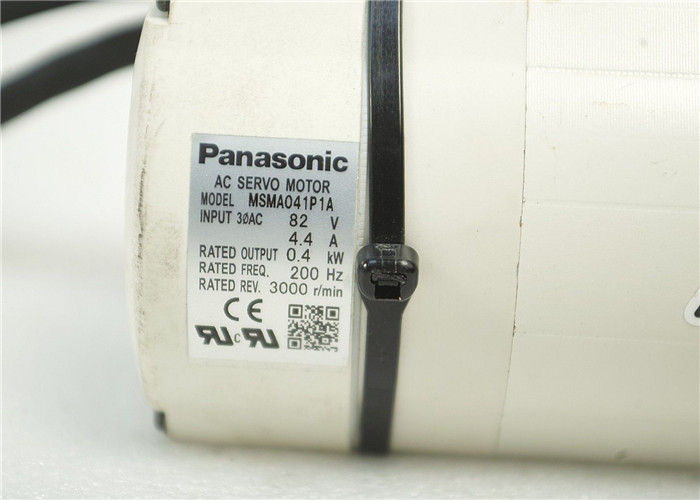 Panasonic
AC SERVO MOTOR
MODEL MSMA041P1A
INPUT 3ØAC 82 V
4.4 A
RATED OUTPUT 0.4 kW
RATED FREQ. 200 Hz
RATED REV. 3000 r/min
CE
c